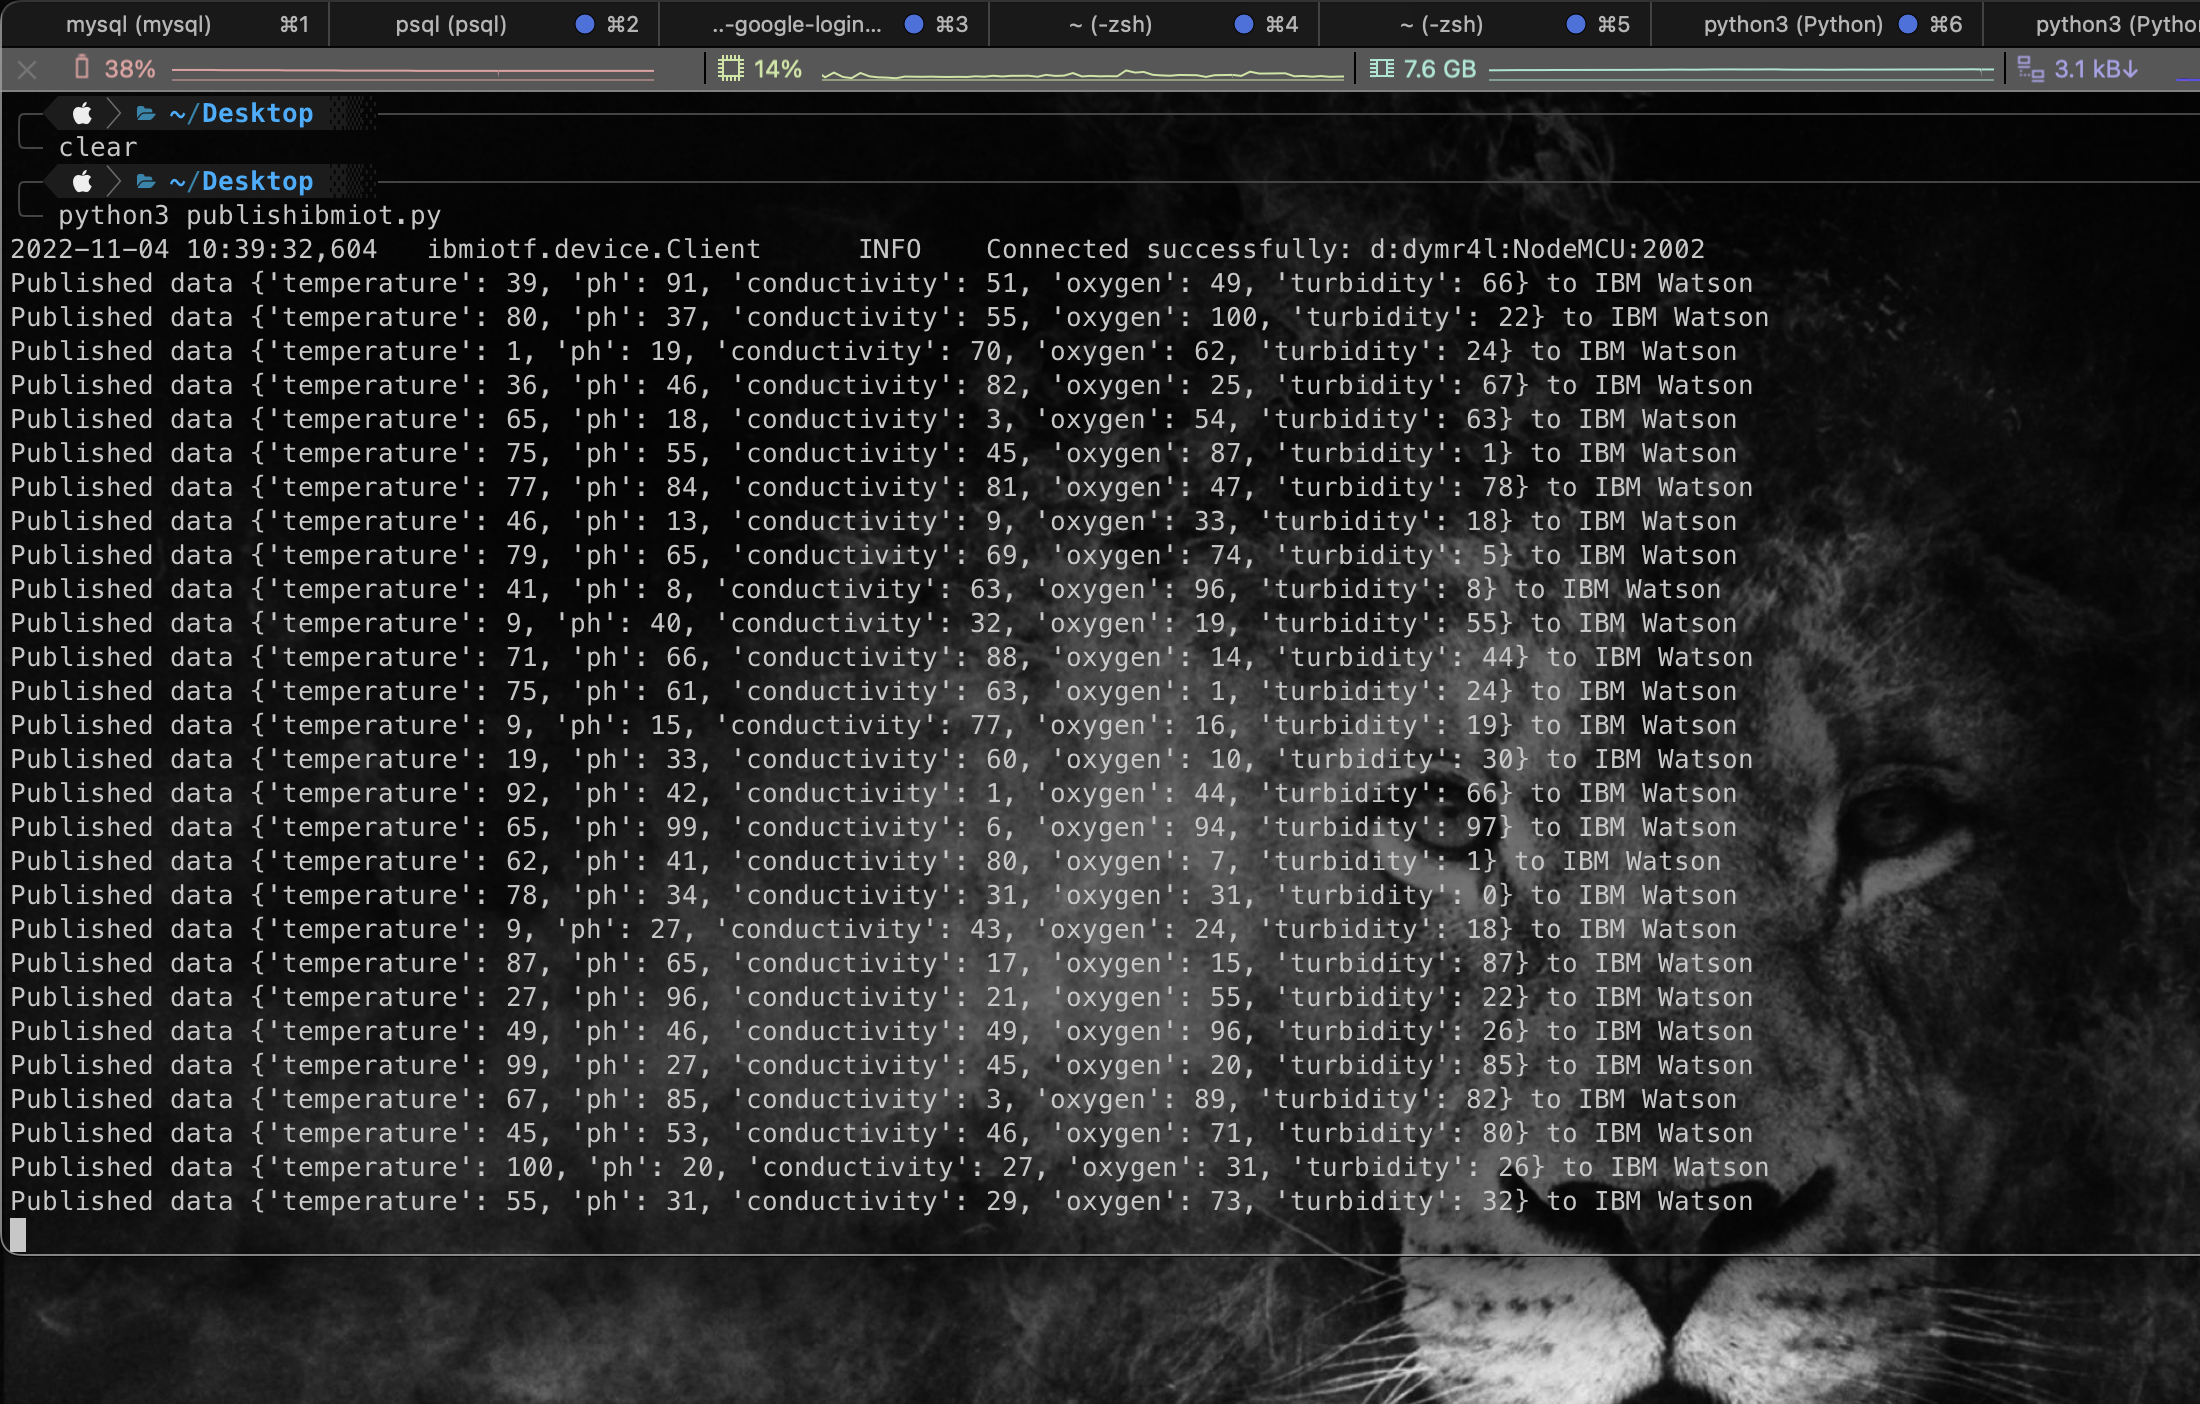 mysql (mysql) ⌘1 psql (psql) ⌘2 ..-google-login... ⌘3 ~ (-zsh) ⌘4 ~ (-zsh) ⌘5 python3 (Python) ⌘6 python3 (Pytho
38% 14% 7.6 GB 3.1 kB↓
~/Desktop
clear
~/Desktop
python3 publishibmiot.py
2022-11-04 10:39:32,604 ibmiotf.device.Client INFO Connected successfully: d:dymr4l:NodeMCU:2002
Published data {'temperature': 39, 'ph': 91, 'conductivity': 51, 'oxygen': 49, 'turbidity': 66} to IBM Watson
Published data {'temperature': 80, 'ph': 37, 'conductivity': 55, 'oxygen': 100, 'turbidity': 22} to IBM Watson
Published data {'temperature': 1, 'ph': 19, 'conductivity': 70, 'oxygen': 62, 'turbidity': 24} to IBM Watson
Published data {'temperature': 36, 'ph': 46, 'conductivity': 82, 'oxygen': 25, 'turbidity': 67} to IBM Watson
Published data {'temperature': 65, 'ph': 18, 'conductivity': 3, 'oxygen': 54, 'turbidity': 63} to IBM Watson
Published data {'temperature': 75, 'ph': 55, 'conductivity': 45, 'oxygen': 87, 'turbidity': 1} to IBM Watson
Published data {'temperature': 77, 'ph': 84, 'conductivity': 81, 'oxygen': 47, 'turbidity': 78} to IBM Watson
Published data {'temperature': 46, 'ph': 13, 'conductivity': 9, 'oxygen': 33, 'turbidity': 18} to IBM Watson
Published data {'temperature': 79, 'ph': 65, 'conductivity': 69, 'oxygen': 74, 'turbidity': 5} to IBM Watson
Published data {'temperature': 41, 'ph': 8, 'conductivity': 63, 'oxygen': 96, 'turbidity': 8} to IBM Watson
Published data {'temperature': 9, 'ph': 40, 'conductivity': 32, 'oxygen': 19, 'turbidity': 55} to IBM Watson
Published data {'temperature': 71, 'ph': 66, 'conductivity': 88, 'oxygen': 14, 'turbidity': 44} to IBM Watson
Published data {'temperature': 75, 'ph': 61, 'conductivity': 63, 'oxygen': 1, 'turbidity': 24} to IBM Watson
Published data {'temperature': 9, 'ph': 15, 'conductivity': 77, 'oxygen': 16, 'turbidity': 19} to IBM Watson
Published data {'temperature': 19, 'ph': 33, 'conductivity': 60, 'oxygen': 10, 'turbidity': 30} to IBM Watson
Published data {'temperature': 92, 'ph': 42, 'conductivity': 1, 'oxygen': 44, 'turbidity': 66} to IBM Watson
Published data {'temperature': 65, 'ph': 99, 'conductivity': 6, 'oxygen': 94, 'turbidity': 97} to IBM Watson
Published data {'temperature': 62, 'ph': 41, 'conductivity': 80, 'oxygen': 7, 'turbidity': 1} to IBM Watson
Published data {'temperature': 78, 'ph': 34, 'conductivity': 31, 'oxygen': 31, 'turbidity': 0} to IBM Watson
Published data {'temperature': 9, 'ph': 27, 'conductivity': 43, 'oxygen': 24, 'turbidity': 18} to IBM Watson
Published data {'temperature': 87, 'ph': 65, 'conductivity': 17, 'oxygen': 15, 'turbidity': 87} to IBM Watson
Published data {'temperature': 27, 'ph': 96, 'conductivity': 21, 'oxygen': 55, 'turbidity': 22} to IBM Watson
Published data {'temperature': 49, 'ph': 46, 'conductivity': 49, 'oxygen': 96, 'turbidity': 26} to IBM Watson
Published data {'temperature': 99, 'ph': 27, 'conductivity': 45, 'oxygen': 20, 'turbidity': 85} to IBM Watson
Published data {'temperature': 67, 'ph': 85, 'conductivity': 3, 'oxygen': 89, 'turbidity': 82} to IBM Watson
Published data {'temperature': 45, 'ph': 53, 'conductivity': 46, 'oxygen': 71, 'turbidity': 80} to IBM Watson
Published data {'temperature': 100, 'ph': 20, 'conductivity': 27, 'oxygen': 31, 'turbidity': 26} to IBM Watson
Published data {'temperature': 55, 'ph': 31, 'conductivity': 29, 'oxygen': 73, 'turbidity': 32} to IBM Watson